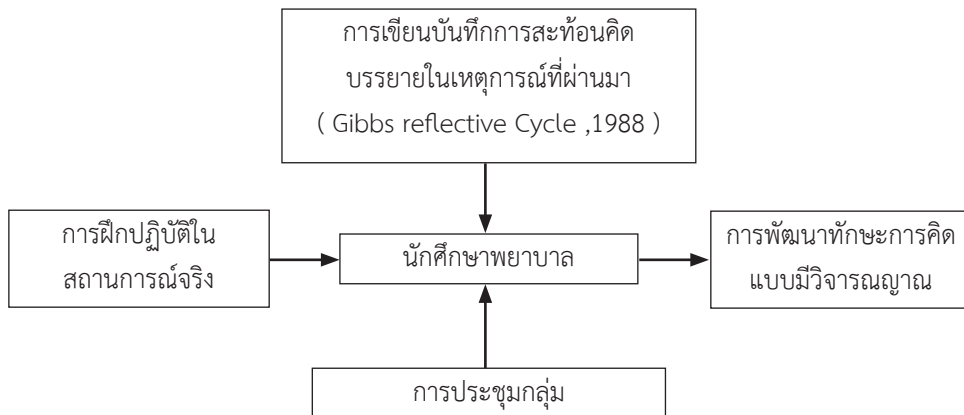 การเขียนบันทึกการสะท้อนคิด
บรรยายในเหตุการณ์ที่ผ่านมา
( Gibbs reflective Cycle ,1988 )
การฝึกปฏิบัติใน
สถานการณ์จริง
นักศึกษาพยาบาล
การพัฒนาทักษะการคิด
แบบมีวิจารณญาณ
การประชุมกลุ่ม